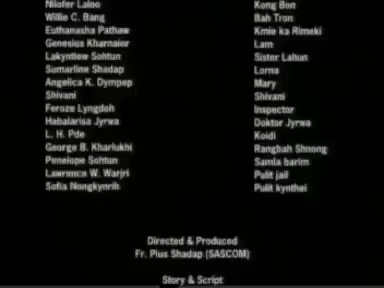 Nilofer Laloo Kong Bon
Willie C. Bang Bah Tron
Euthanasha Pathaw Kmie ka Rimeki
Genesius Kharnaior Lam
Lakyntiew Sohtun Sister Lahun
Sumarline Shadap Lorna
Angelica K. Dympep Mary
Shivani Shivani
Feroze Lyngdoh Inspector
Habalarisa Jyrwa Doktor Jyrwa
L. H. Pde Koidi
George B. Kharlukhi Rangbah Shnong
Penelope Sohtun Samla barim
Lawrence W. Warjri Pulit jail
Sofia Nongkynrih Pulit kynthei
Directed & Produced
Fr. Pius Shadap (SASCOM)
Story & Script